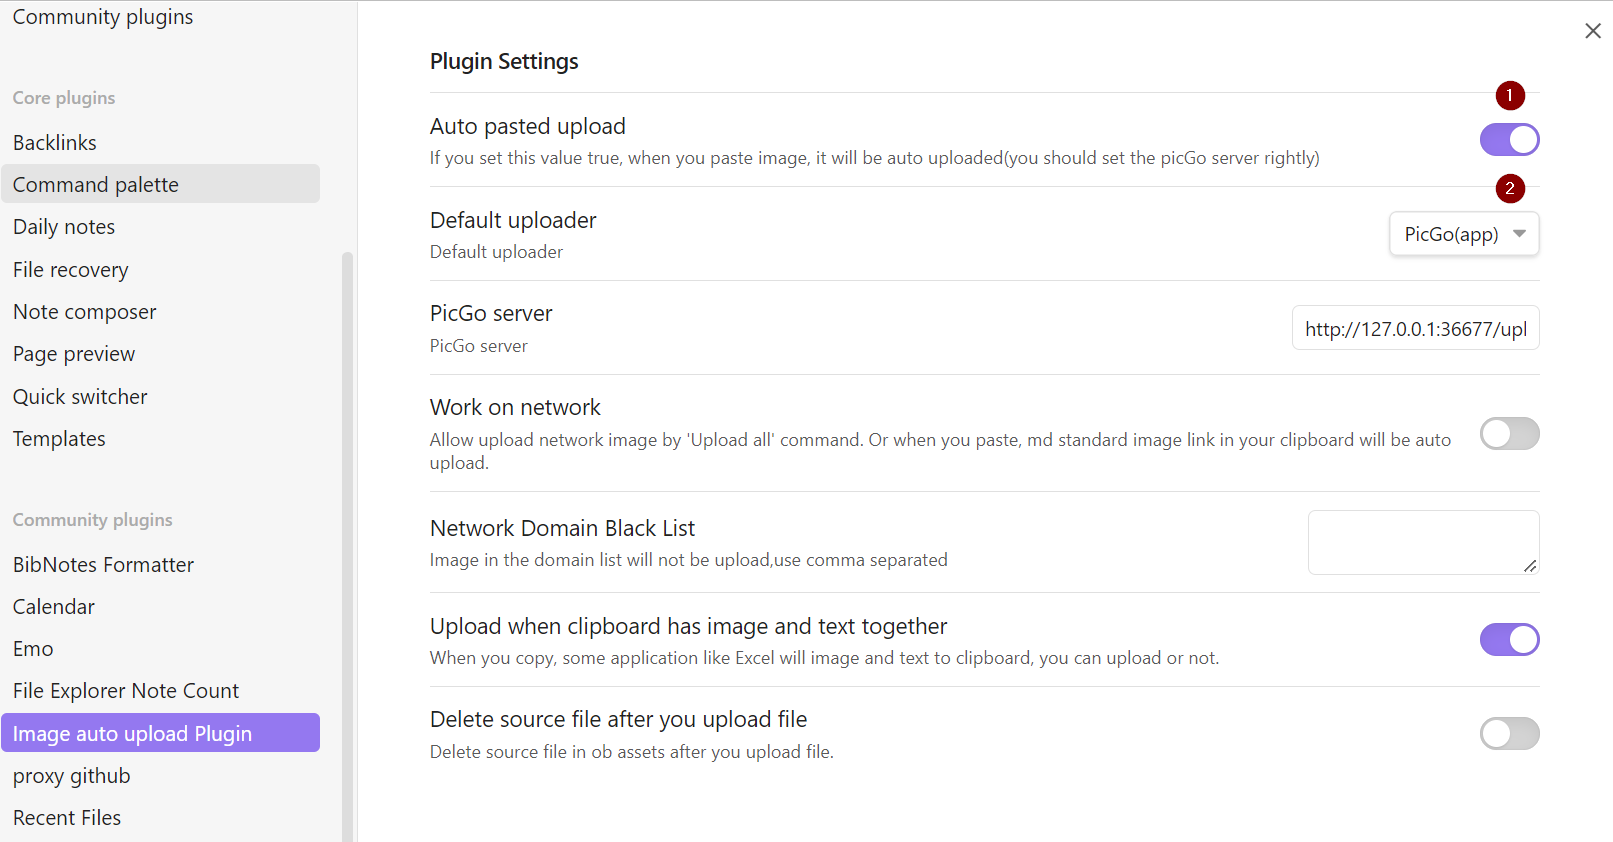 Community plugins
Core plugins
Backlinks
Command palette
Daily notes
File recovery
Note composer
Page preview
Quick switcher
Templates
Community plugins
BibNotes Formatter
Calendar
Emo
File Explorer Note Count
Image auto upload Plugin
proxy github
Recent Files
Plugin Settings
1
Auto pasted upload
If you set this value true, when you paste image, it will be auto uploaded(you should set the picGo server rightly)
2
Default uploader
Default uploader
PicGo(app)
PicGo server
PicGo server
http://127.0.0.1:36677/upl
Work on network
Allow upload network image by 'Upload all' command. Or when you paste, md standard image link in your clipboard will be auto
upload.
Network Domain Black List
Image in the domain list will not be upload,use comma separated
Upload when clipboard has image and text together
When you copy, some application like Excel will image and text to clipboard, you can upload or not.
Delete source file after you upload file
Delete source file in ob assets after you upload file.